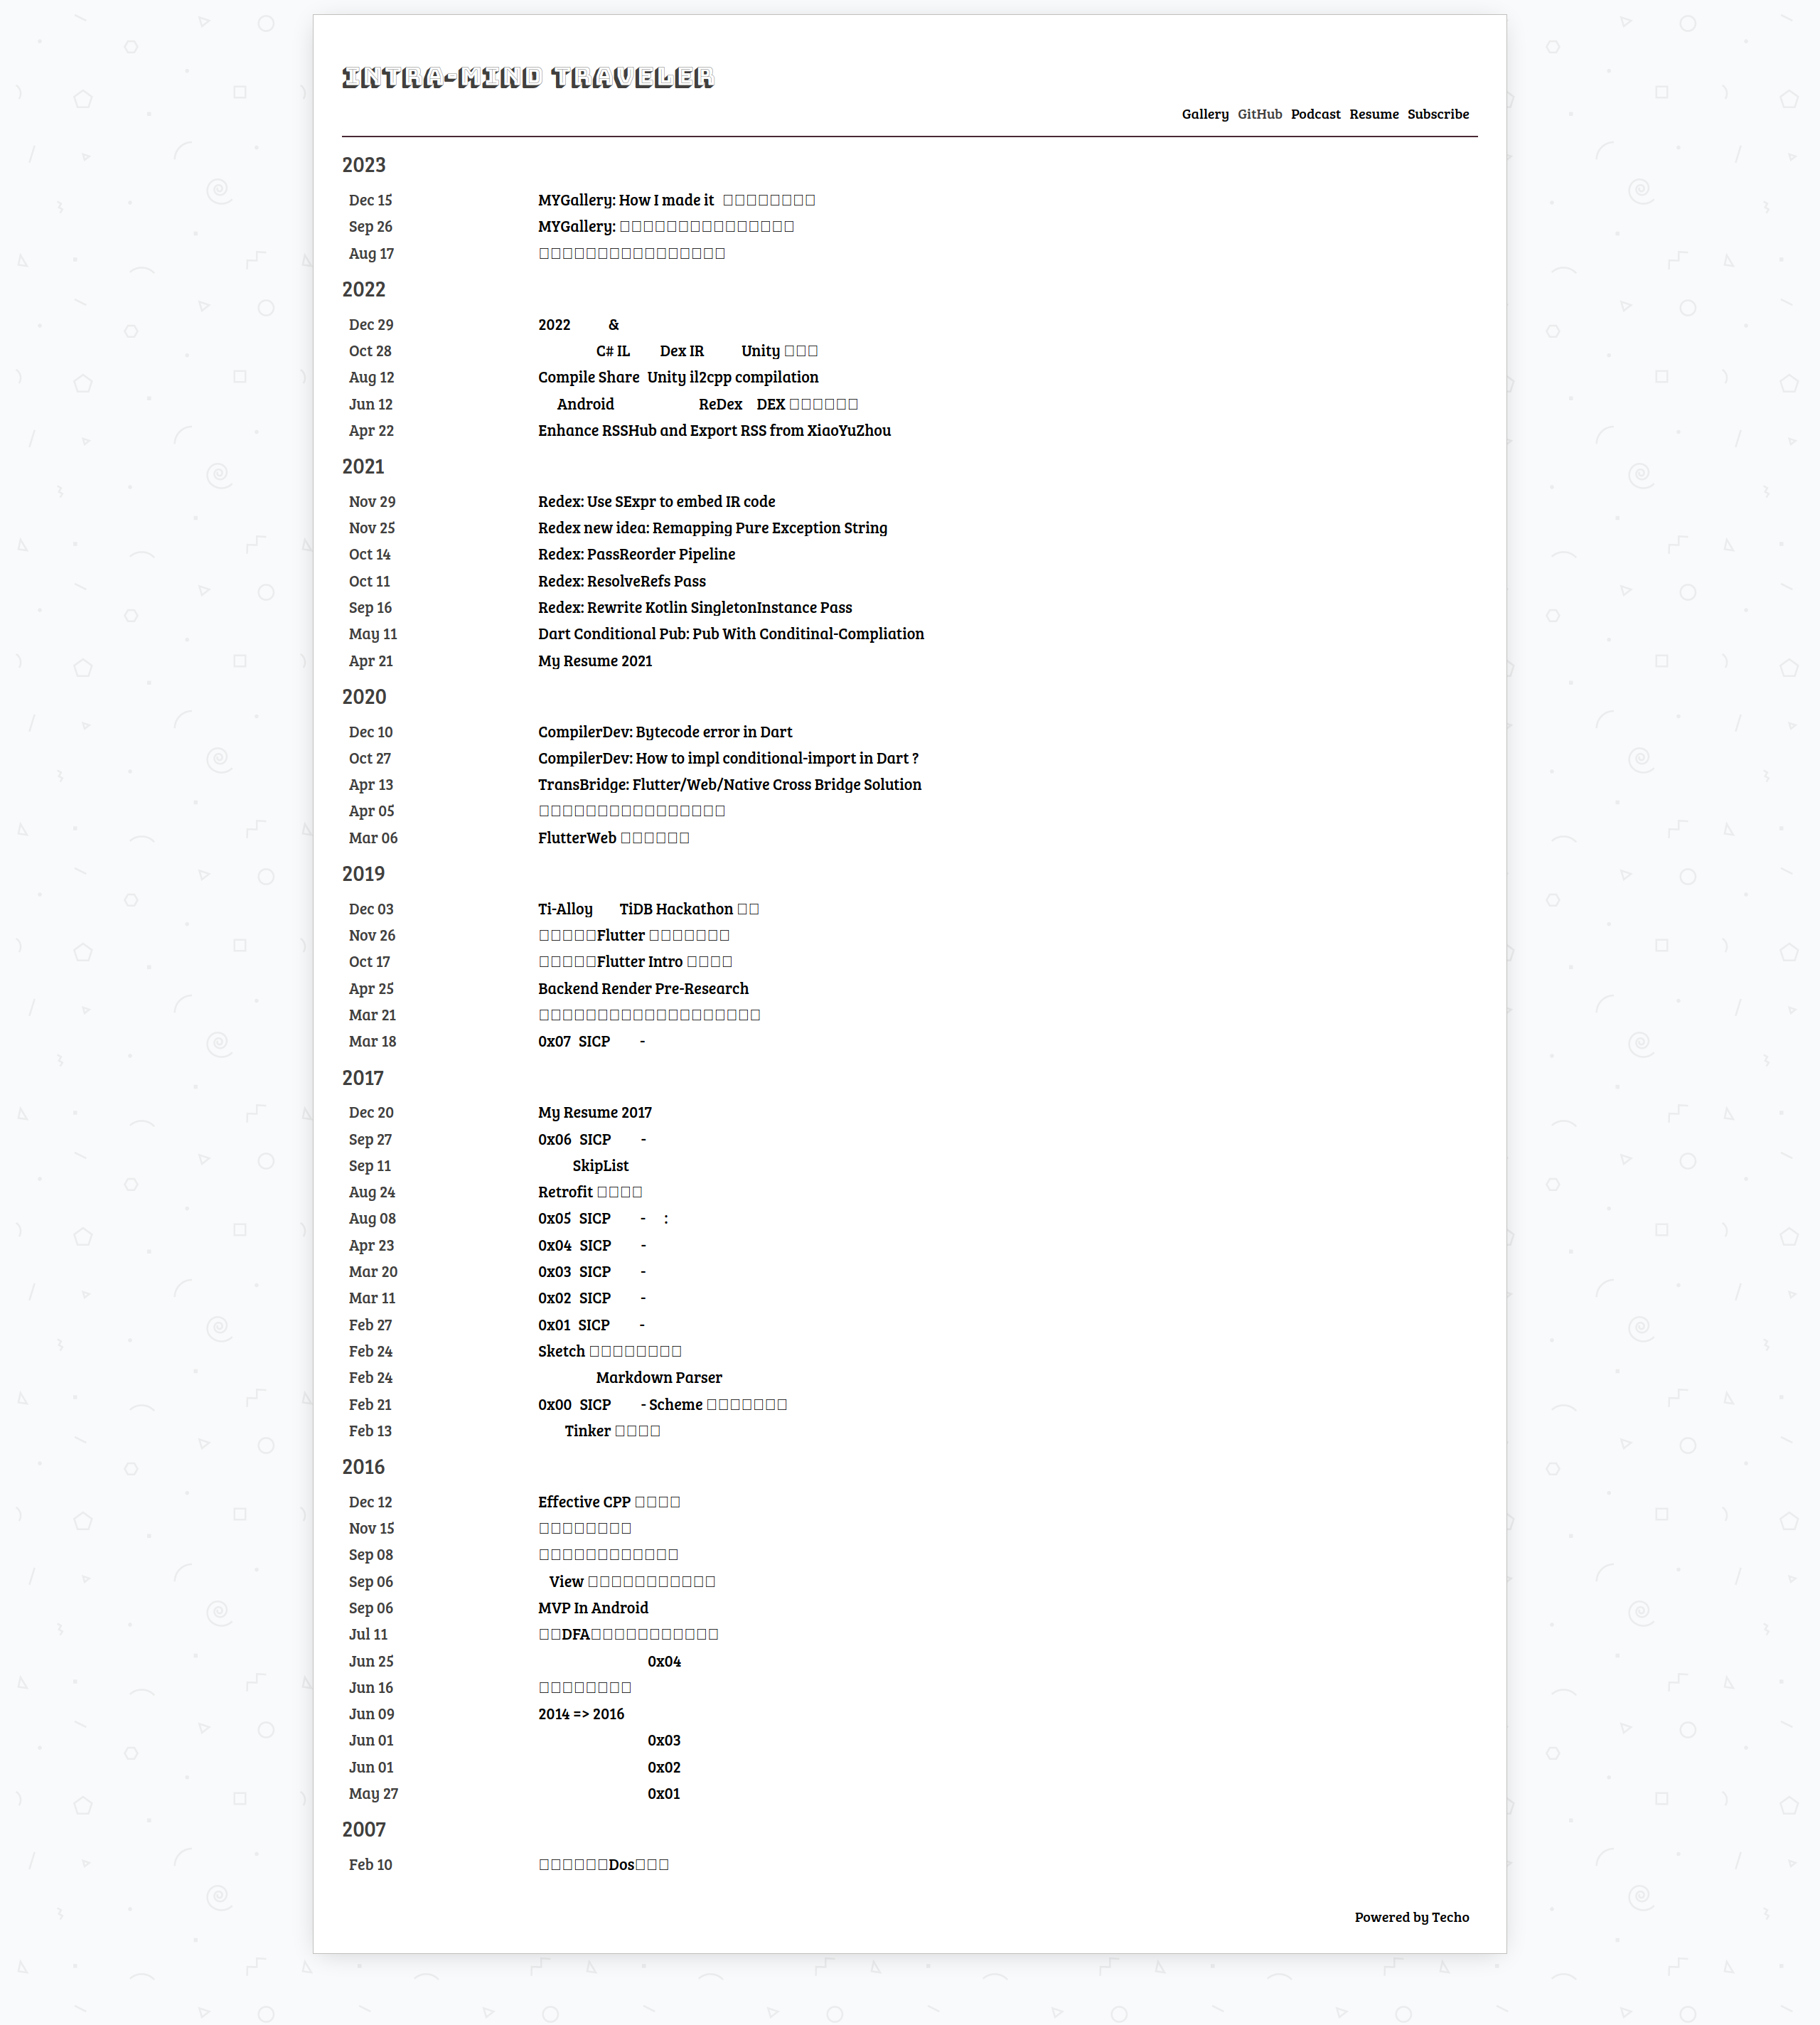 INTRA-MIND TRAVELER
Gallery GitHub Podcast Resume Subscribe
2023
Dec 15 MYGallery: How I made it
Sep 26 MYGallery:
Aug 17
2022
Dec 29 2022 &
Oct 28 C# IL Dex IR Unity
Aug 12 Compile Share Unity il2cpp compilation
Jun 12 Android ReDex DEX
Apr 22 Enhance RSSHub and Export RSS from XiaoYuZhou
2021
Nov 29 Redex: Use SExpr to embed IR code
Nov 25 Redex new idea: Remapping Pure Exception String
Oct 14 Redex: PassReorder Pipeline
Oct 11 Redex: ResolveRefs Pass
Sep 16 Redex: Rewrite Kotlin SingletonInstance Pass
May 11 Dart Conditional Pub: Pub With Conditinal-Compliation
Apr 21 My Resume 2021
2020
Dec 10 CompilerDev: Bytecode error in Dart
Oct 27 CompilerDev: How to impl conditional-import in Dart ?
Apr 13 TransBridge: Flutter/Web/Native Cross Bridge Solution
Apr 05
Mar 06 FlutterWeb
2019
Dec 03 Ti-Alloy TiDB Hackathon
Nov 26 Flutter
Oct 17 Flutter Intro
Apr 25 Backend Render Pre-Research
Mar 21
Mar 18 0x07 SICP -
2017
Dec 20 My Resume 2017
Sep 27 0x06 SICP -
Sep 11 SkipList
Aug 24 Retrofit
Aug 08 0x05 SICP - :
Apr 23 0x04 SICP -
Mar 20 0x03 SICP -
Mar 11 0x02 SICP -
Feb 27 0x01 SICP -
Feb 24 Sketch
Feb 24 Markdown Parser
Feb 21 0x00 SICP - Scheme
Feb 13 Tinker
2016
Dec 12 Effective CPP
Nov 15
Sep 08
Sep 06 View
Sep 06 MVP In Android
Jul 11 DFA
Jun 25 0x04
Jun 16
Jun 09 2014 => 2016
Jun 01 0x03
Jun 01 0x02
May 27 0x01
2007
Feb 10 Dos
Powered by Techo